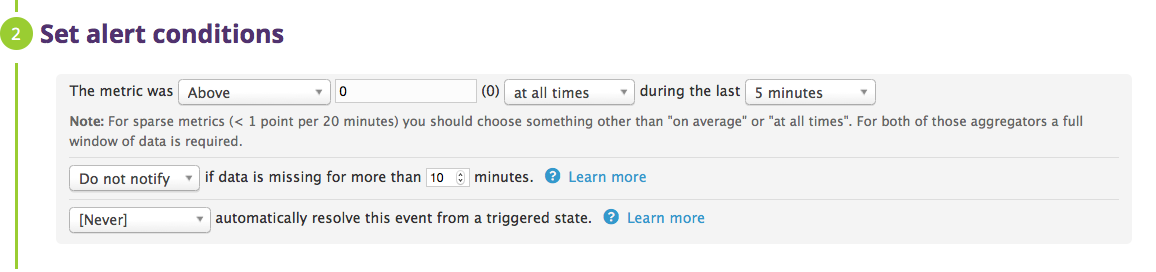 2 Set alert conditions
The metric was Above 0 (0) at all times during the last 5 minutes
Note: For sparse metrics (< 1 point per 20 minutes) you should choose something other than "on average" or "at all times". For both of those aggregators a full
window of data is required.
Do not notify if data is missing for more than 10 minutes. ? Learn more
[Never] automatically resolve this event from a triggered state. ? Learn more